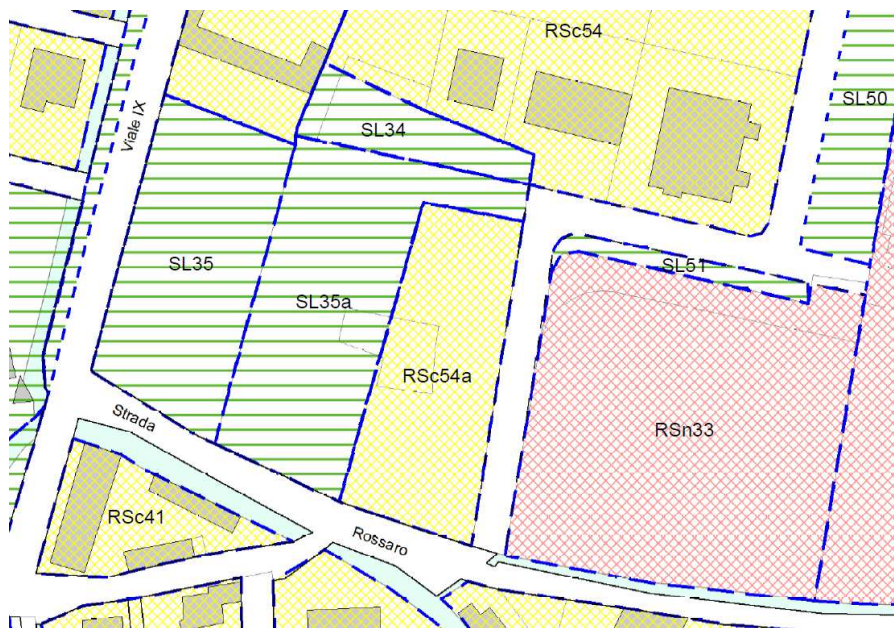 RSc54
SL50
Viale IX
SL34
SL51
SL35
SL35a
RSc54a
Strada
RSn33
RSc41
Rossaro